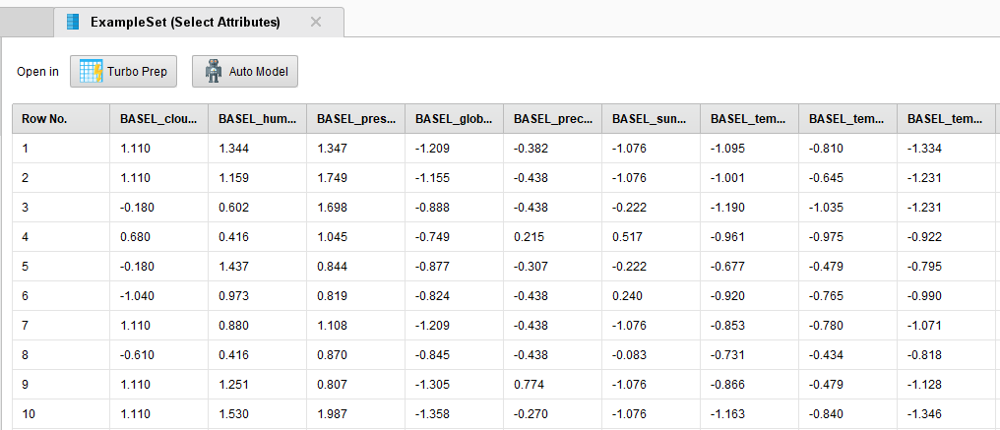 ExampleSet (Select Attributes)
Open in Turbo Prep Auto Model
Row No. BASEL_clou... BASEL_hum... BASEL_pres... BASEL_glob... BASEL_prec... BASEL_sun... BASEL_tem... BASEL_tem... BASEL_tem...
1 1.110 1.344 1.347 -1.209 -0.382 -1.076 -1.095 -0.810 -1.334
2 1.110 1.159 1.749 -1.155 -0.438 -1.076 -1.001 -0.645 -1.231
3 -0.180 0.602 1.698 -0.888 -0.438 -0.222 -1.190 -1.035 -1.231
4 0.680 0.416 1.045 -0.749 0.215 0.517 -0.961 -0.975 -0.922
5 -0.180 1.437 0.844 -0.877 -0.307 -0.222 -0.677 -0.479 -0.795
6 -1.040 0.973 0.819 -0.824 -0.438 0.240 -0.920 -0.765 -0.990
7 1.110 0.880 1.108 -1.209 -0.438 -1.076 -0.853 -0.780 -1.071
8 -0.610 0.416 0.870 -0.845 -0.438 -0.083 -0.731 -0.434 -0.818
9 1.110 1.251 0.807 -1.305 0.774 -1.076 -0.866 -0.479 -1.128
10 1.110 1.530 1.987 -1.358 -0.270 -1.076 -1.163 -0.840 -1.346